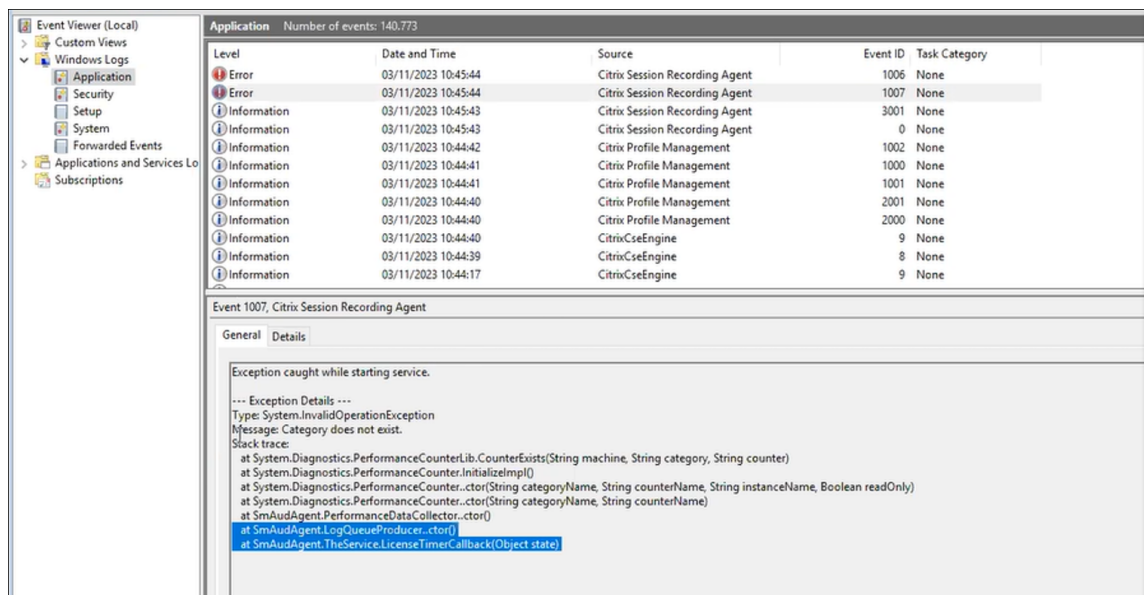 Event Viewer (Local)
Custom Views
Windows Logs
Application
Security
Setup
System
Forwarded Events
Applications and Services Lo
Subscriptions
Application Number of events: 140.773
Level Date and Time Source Event ID Task Category
Error 03/11/2023 10:45:44 Citrix Session Recording Agent 1006 None
Error 03/11/2023 10:45:44 Citrix Session Recording Agent 1007 None
Information 03/11/2023 10:45:43 Citrix Session Recording Agent 3001 None
Information 03/11/2023 10:45:43 Citrix Session Recording Agent 0 None
Information 03/11/2023 10:44:42 Citrix Profile Management 1002 None
Information 03/11/2023 10:44:41 Citrix Profile Management 1000 None
Information 03/11/2023 10:44:41 Citrix Profile Management 1001 None
Information 03/11/2023 10:44:40 Citrix Profile Management 2001 None
Information 03/11/2023 10:44:40 Citrix Profile Management 2000 None
Information 03/11/2023 10:44:40 CitrixCseEngine 9 None
Information 03/11/2023 10:44:39 CitrixCseEngine 8 None
Information 03/11/2023 10:44:17 CitrixCseEngine 9 None
Event 1007, Citrix Session Recording Agent
General Details
Exception caught while starting service.
--- Exception Details ---
Type: System.InvalidOperationException
Message: Category does not exist.
Stack trace:
at System.Diagnostics.PerformanceCounterLib.CounterExists(String machine, String category, String counter)
at System.Diagnostics.PerformanceCounter.InitializeImpl()
at System.Diagnostics.PerformanceCounter..ctor(String categoryName, String counterName, String instanceName, Boolean readOnly)
at System.Diagnostics.PerformanceCounter..ctor(String categoryName, String counterName)
at SmAudAgent.PerformanceDataCollector..ctor()
at SmAudAgent.LogQueueProducer..ctor()
at SmAudAgent.TheService.LicenseTimerCallback(Object state)